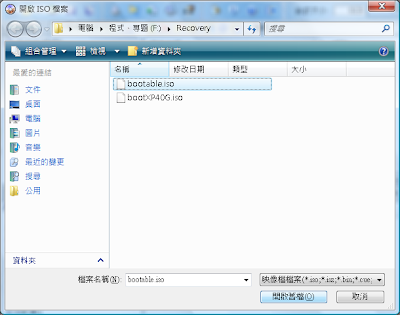 開啟 ISO 檔案
電腦 ▸ 程式、專題 (F:) ▸ Recovery
搜尋
組合管理 檢視 新增資料夾
最愛的連結
名稱 修改日期 類型 大小
文件
桌面
電腦
圖片
音樂
最近的變更
搜尋
公用
bootable.iso
bootXP40G.iso
資料夾
檔案名稱(N): bootable.iso
映像檔檔案(*.iso;*.isz;*.bin;*.cue;
開啟舊檔(O) 取消